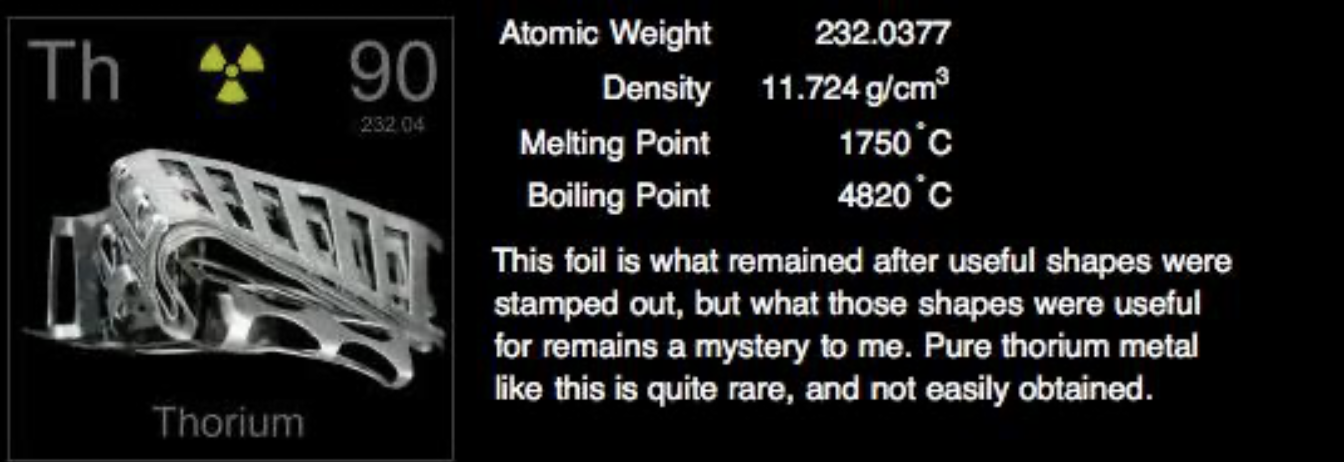 Th 90
232.04
Thorium
Atomic Weight 232.0377
Density 11.724 g/cm³
Melting Point 1750˚C
Boiling Point 4820˚C
This foil is what remained after useful shapes were
stamped out, but what those shapes were useful
for remains a mystery to me. Pure thorium metal
like this is quite rare, and not easily obtained.